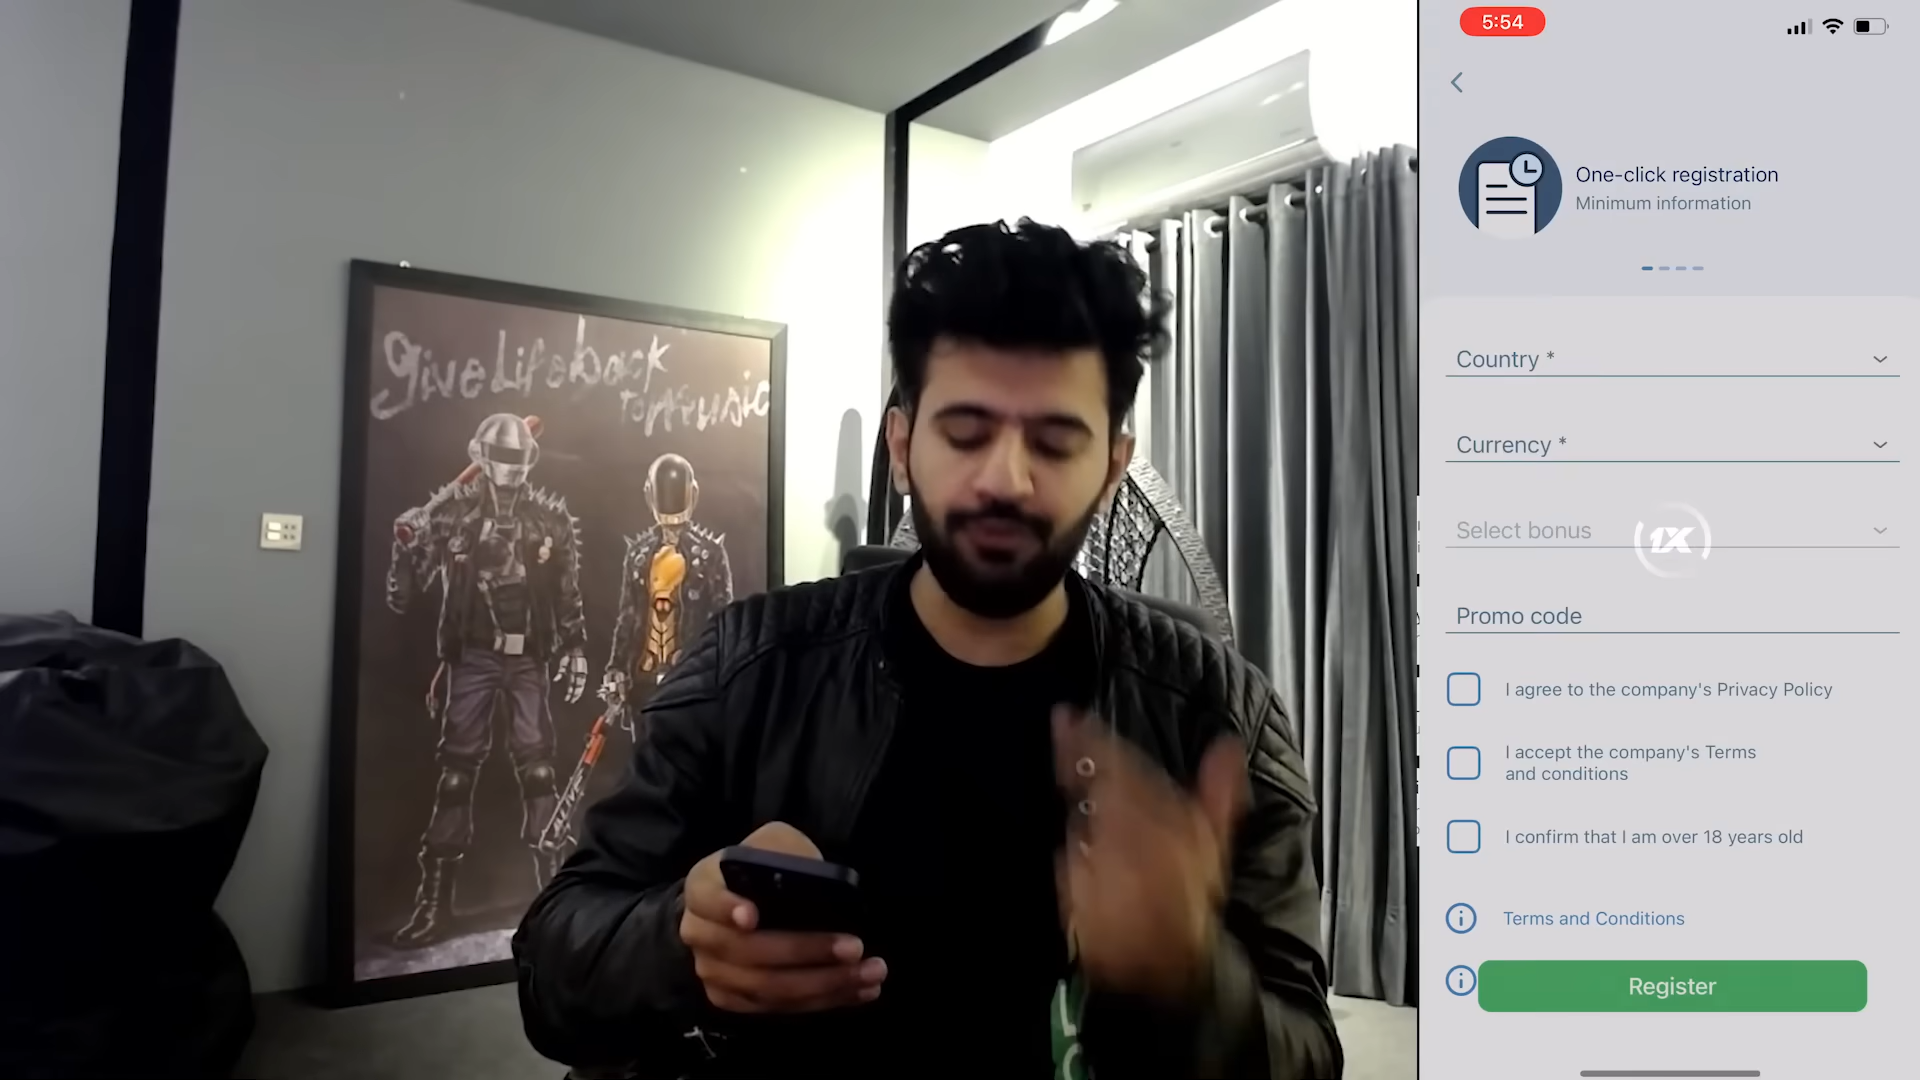 Give Life back
To Music
ALIVE
5:54
One-click registration
Minimum information
Country *
Currency *
Select bonus
1X
Promo code
I agree to the company's Privacy Policy
I accept the company's Terms
and conditions
I confirm that I am over 18 years old
Terms and Conditions
Register